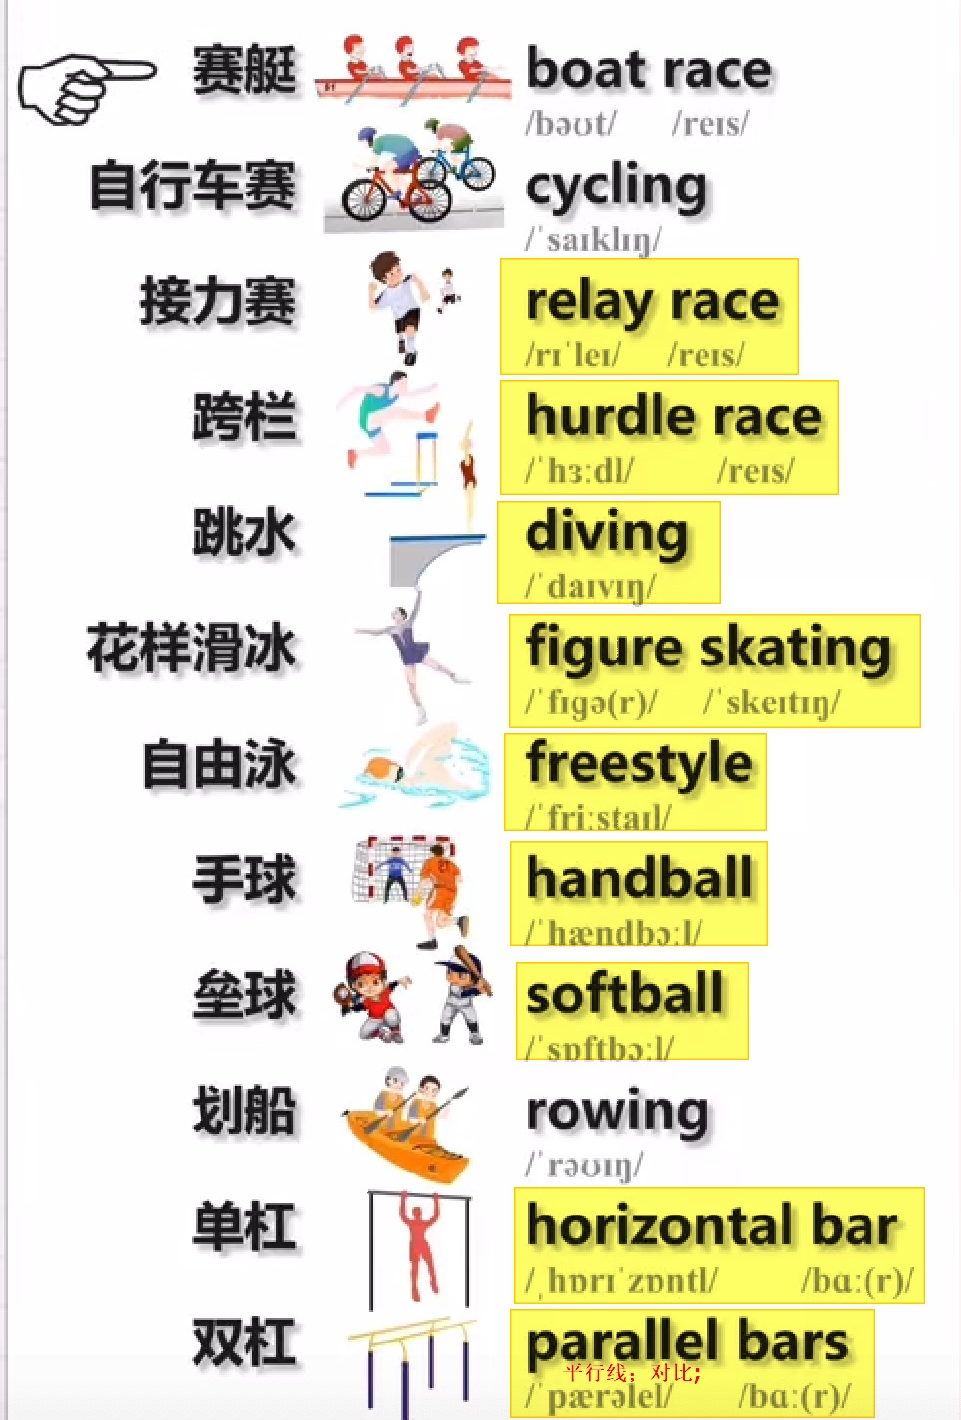 赛艇 boat race
/bəʊt/ /reɪs/
自行车赛 cycling
/ˈsaɪklɪŋ/
接力赛 relay race
/rɪˈleɪ/ /reɪs/
跨栏 hurdle race
/ˈhɜːdl/ /reɪs/
跳水 diving
/ˈdaɪvɪŋ/
花样滑冰 figure skating
/ˈfɪɡə(r)/ /ˈskeɪtɪŋ/
自由泳 freestyle
/ˈfriːstaɪl/
手球 handball
/ˈhændbɔːl/
垒球 softball
/ˈsɒftbɔːl/
划船 rowing
/ˈrəʊɪŋ/
单杠 horizontal bar
/ˌhɒrɪˈzɒntl/ /bɑː(r)/
双杠 parallel bars
平行线；对比;
/ˈpærəlel/ /bɑː(r)/